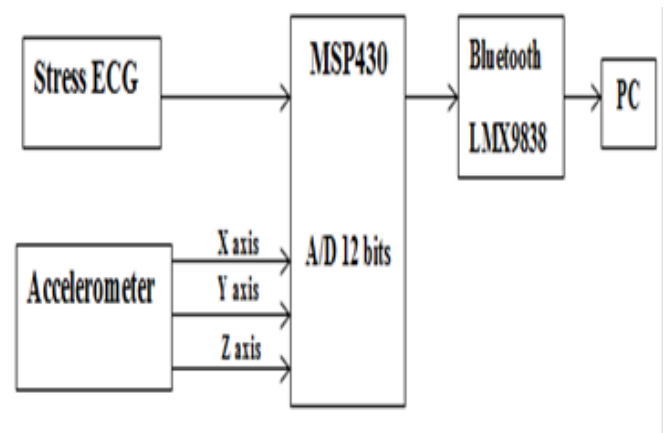 Stress ECG
MSP430
A/D 12 bits
Bluetooth
LMX9838
PC
Accelerometer
X axis
Y axis
Z axis